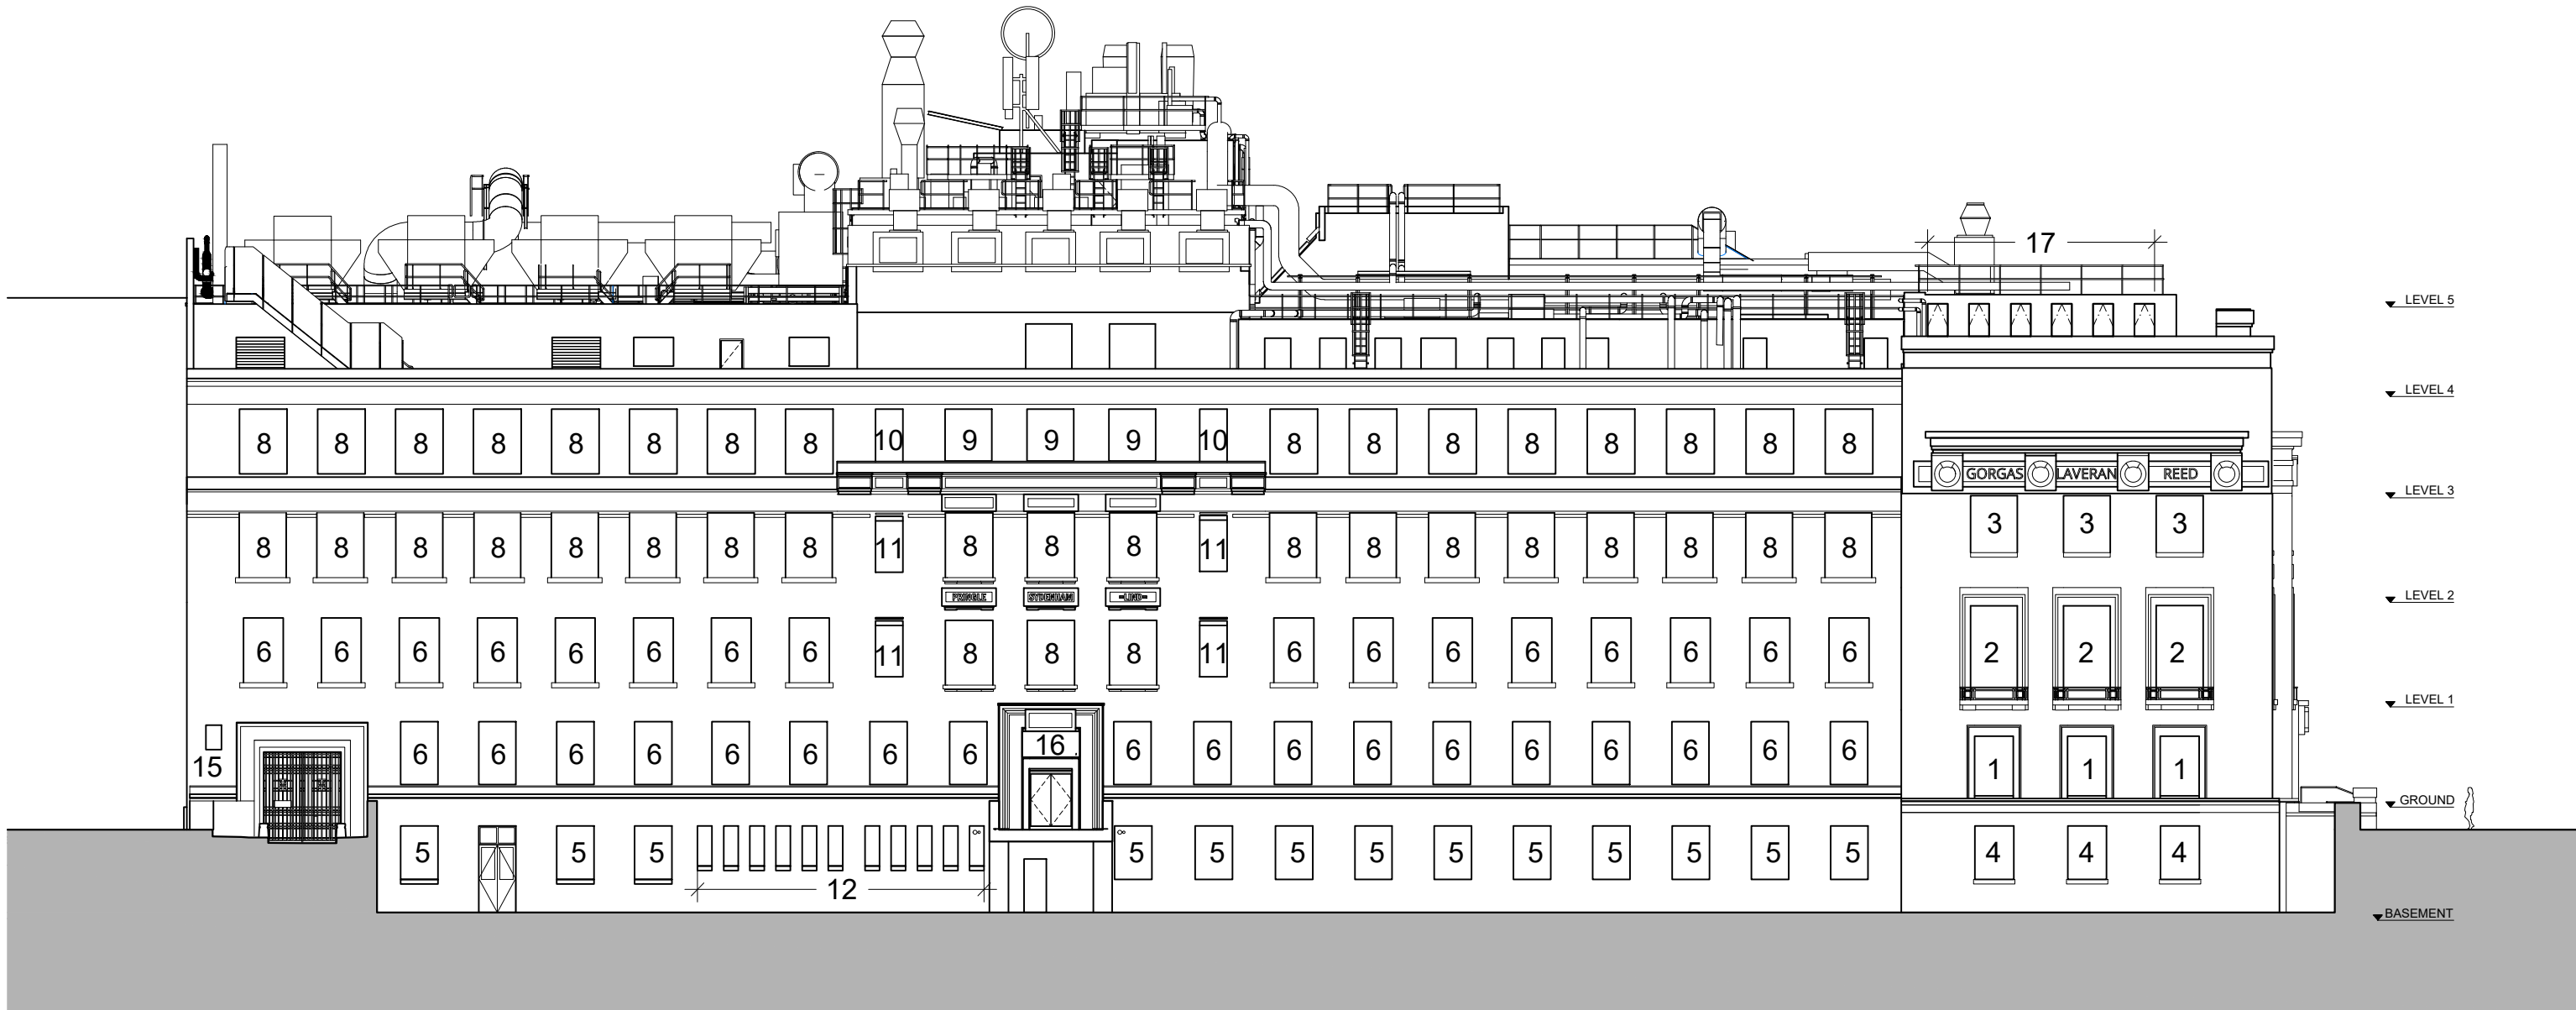 17
LEVEL 5
LEVEL 4
8 8 8 8 8 8 8 8 10 9 9 9 10 8 8 8 8 8 8 8 8
GORGAS LAVERAN REED
LEVEL 3
8 8 8 8 8 8 8 8 11 8 8 8 11 8 8 8 8 8 8 8 8 3 3 3
PRINGLE SYDENHAM LIND
LEVEL 2
6 6 6 6 6 6 6 6 11 8 8 8 11 6 6 6 6 6 6 6 6 2 2 2
LEVEL 1
15 6 6 6 6 6 6 6 6 16 6 6 6 6 6 6 6 6 6 6 1 1 1
GROUND
5 5 5 12 5 5 5 5 5 5 5 5 5 5 4 4 4
BASEMENT